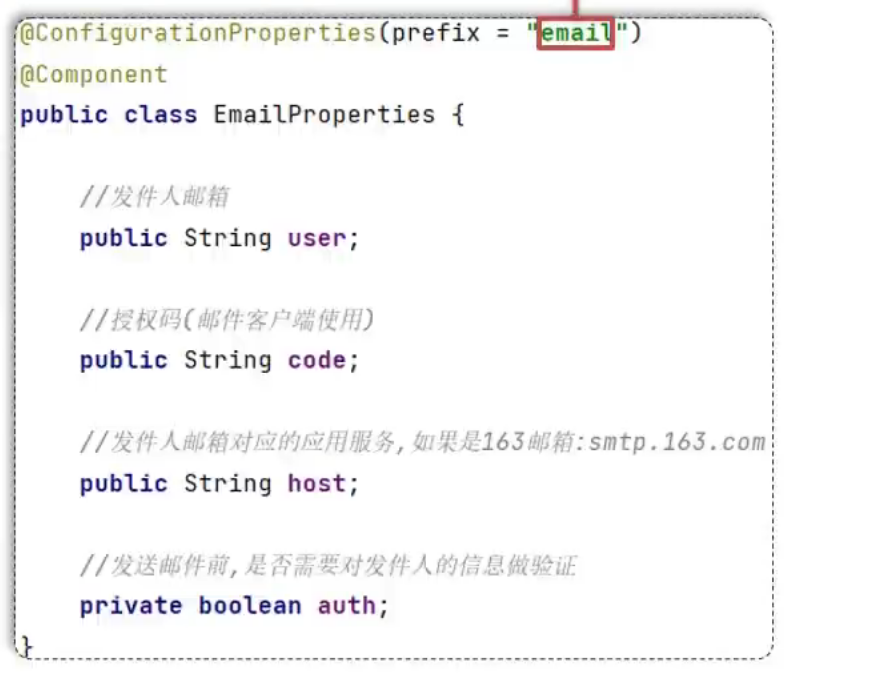 @ConfigurationProperties(prefix = "email")
@Component
public class EmailProperties {
//发件人邮箱
public String user;
//授权码(邮件客户端使用)
public String code;
//发件人邮箱对应的应用服务,如果是163邮箱:smtp.163.com
public String host;
//发送邮件前,是否需要对发件人的信息做验证
private boolean auth;
}